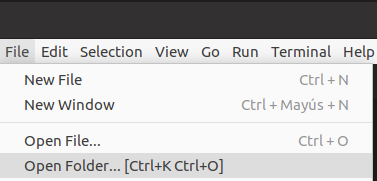 File Edit Selection View Go Run Terminal Help
New File Ctrl + N
New Window Ctrl + Mayús + N
Open File... Ctrl + O
Open Folder... [Ctrl+K Ctrl+O]